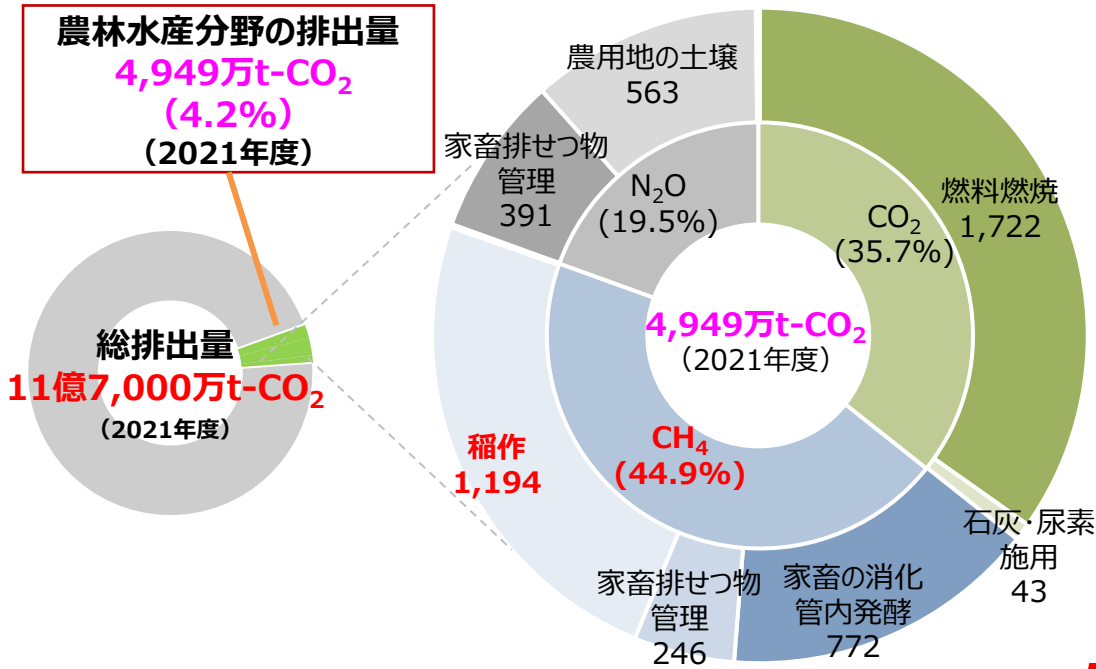 農林水産分野の排出量
4,949万t-CO₂
(4.2%)
(2021年度)
総排出量
11億7,000万t-CO₂
(2021年度)
農用地の土壌
563
家畜排せつ物
管理
391
N₂O
(19.5%)
CO₂
(35.7%)
燃料燃焼
1,722
4,949万t-CO₂
(2021年度)
稲作
1,194
CH₄
(44.9%)
石灰・尿素
施用
43
家畜排せつ物
管理
246
家畜の消化
管内発酵
772